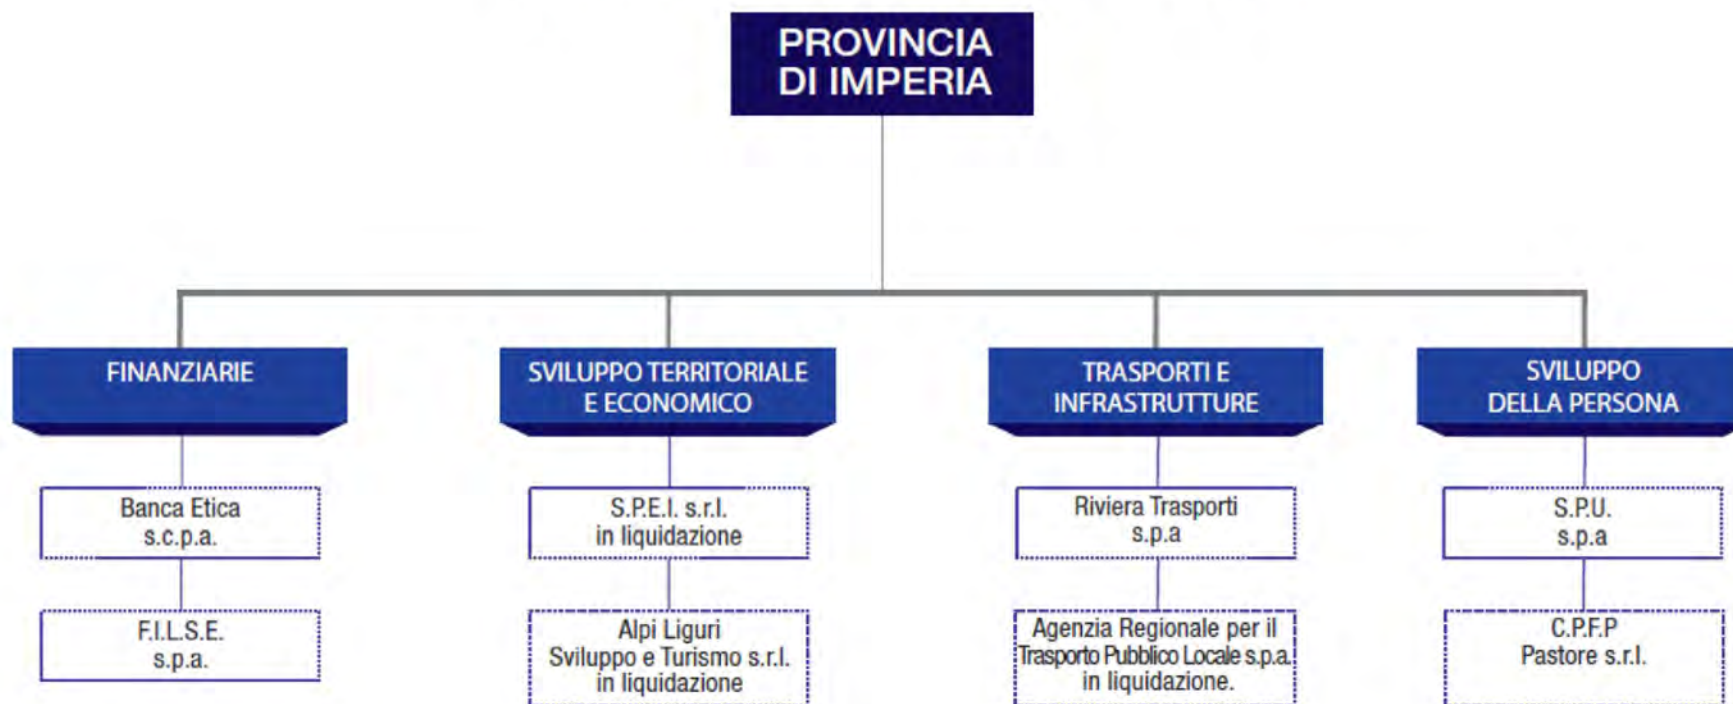 PROVINCIA
DI IMPERIA
FINANZIARIE
SVILUPPO TERRITORIALE
E ECONOMICO
TRASPORTI E
INFRASTRUTTURE
SVILUPPO
DELLA PERSONA
Banca Etica
s.c.p.a.
S.P.E.I. s.r.l.
in liquidazione
Riviera Trasporti
s.p.a
S.P.U.
s.p.a
F.I.L.S.E.
s.p.a.
Alpi Liguri
Sviluppo e Turismo s.r.l.
in liquidazione
Agenzia Regionale per il
Trasporto Pubblico Locale s.p.a.
in liquidazione.
C.P.F.P
Pastore s.r.l.